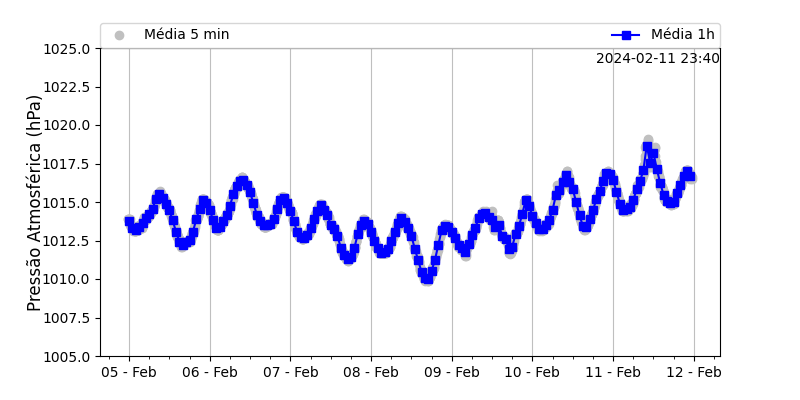 Média 5 min
Média 1h
2024-02-11 23:40
Pressão Atmosférica (hPa)
1025.0
1022.5
1020.0
1017.5
1015.0
1012.5
1010.0
1007.5
1005.0
05 - Feb
06 - Feb
07 - Feb
08 - Feb
09 - Feb
10 - Feb
11 - Feb
12 - Feb